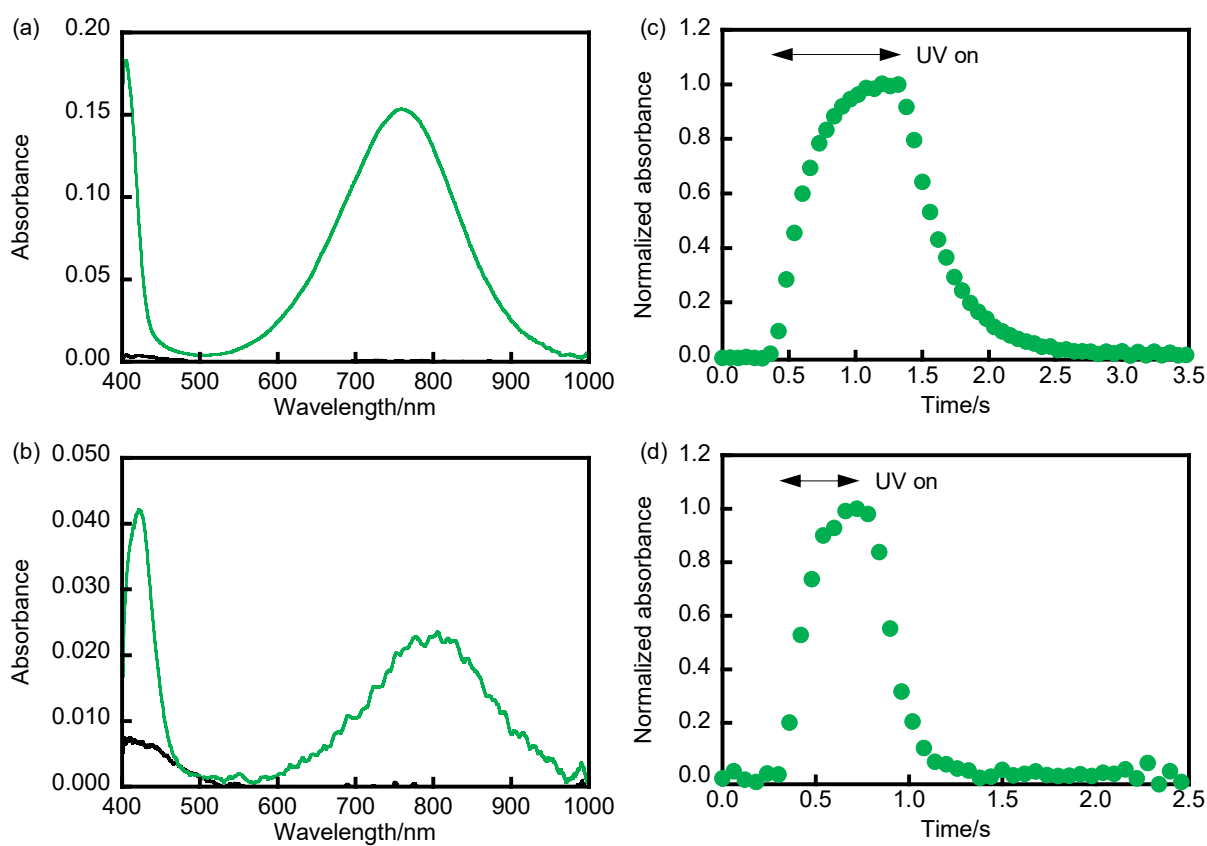 (a)
0.20
0.15
0.10
0.05
0.00
Absorbance
400 500 600 700 800 900 1000
Wavelength/nm
(c)
1.2
1.0
0.8
0.6
0.4
0.2
0.0
Normalized absorbance
UV on
0.0 0.5 1.0 1.5 2.0 2.5 3.0 3.5
Time/s
(b)
0.050
0.040
0.030
0.020
0.010
0.000
Absorbance
400 500 600 700 800 900 1000
Wavelength/nm
(d)
1.2
1.0
0.8
0.6
0.4
0.2
0.0
Normalized absorbance
UV on
0.0 0.5 1.0 1.5 2.0 2.5
Time/s